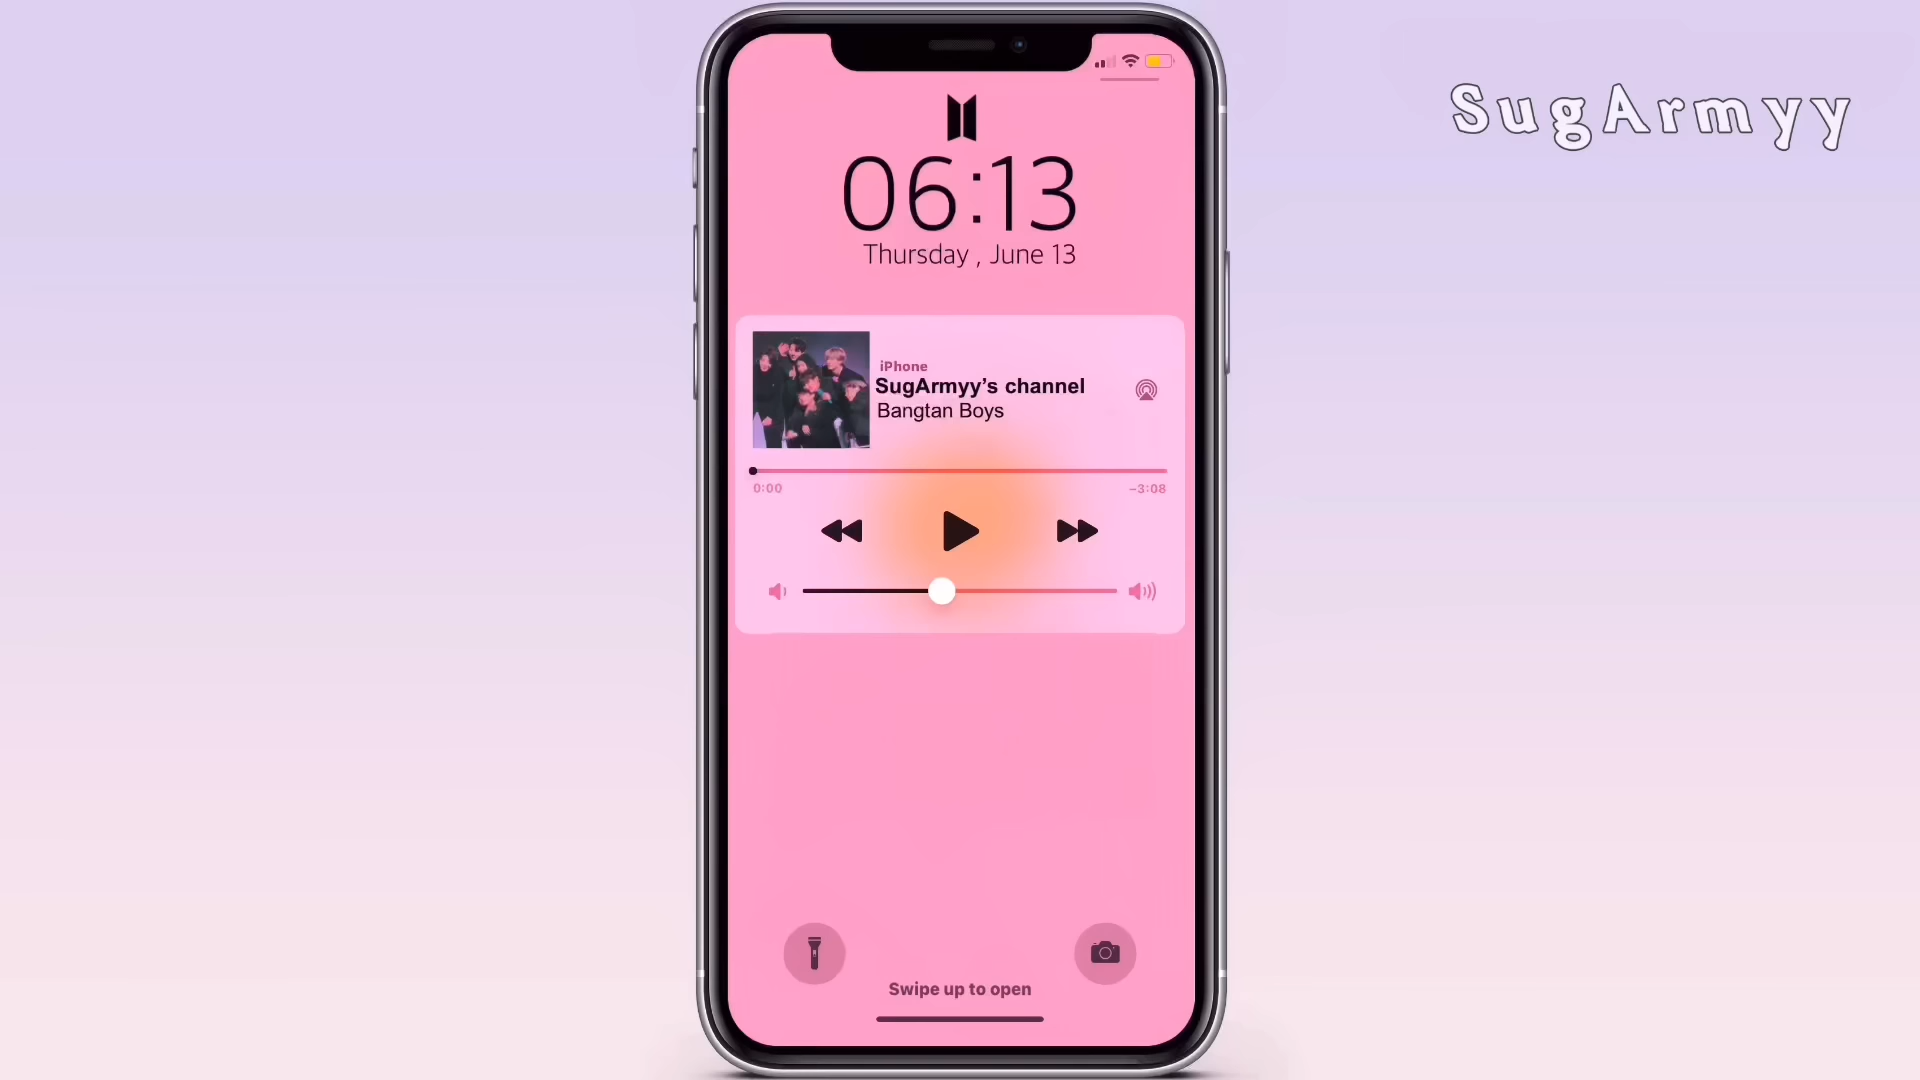 SugArmyy
06:13
Thursday , June 13
iPhone
SugArmyy’s channel
Bangtan Boys
0:00
–3:08
Swipe up to open